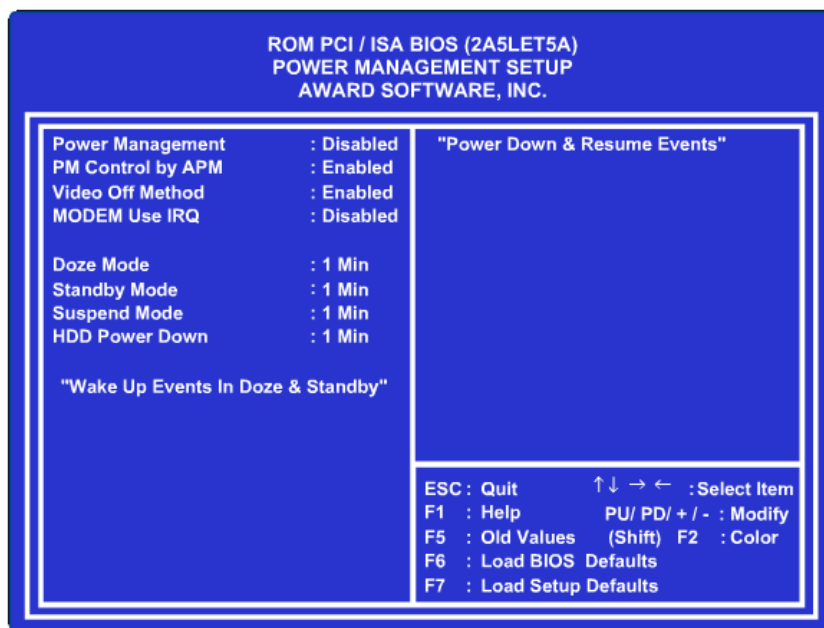 ROM PCI / ISA BIOS (2A5LET5A)
POWER MANAGEMENT SETUP
AWARD SOFTWARE, INC.
Power Management : Disabled
PM Control by APM : Enabled
Video Off Method : Enabled
MODEM Use IRQ : Disabled
Doze Mode : 1 Min
Standby Mode : 1 Min
Suspend Mode : 1 Min
HDD Power Down : 1 Min
"Wake Up Events In Doze & Standby"
"Power Down & Resume Events"
ESC : Quit ↑↓ → ← : Select Item
F1 : Help PU/ PD/ + / - : Modify
F5 : Old Values (Shift) F2 : Color
F6 : Load BIOS Defaults
F7 : Load Setup Defaults